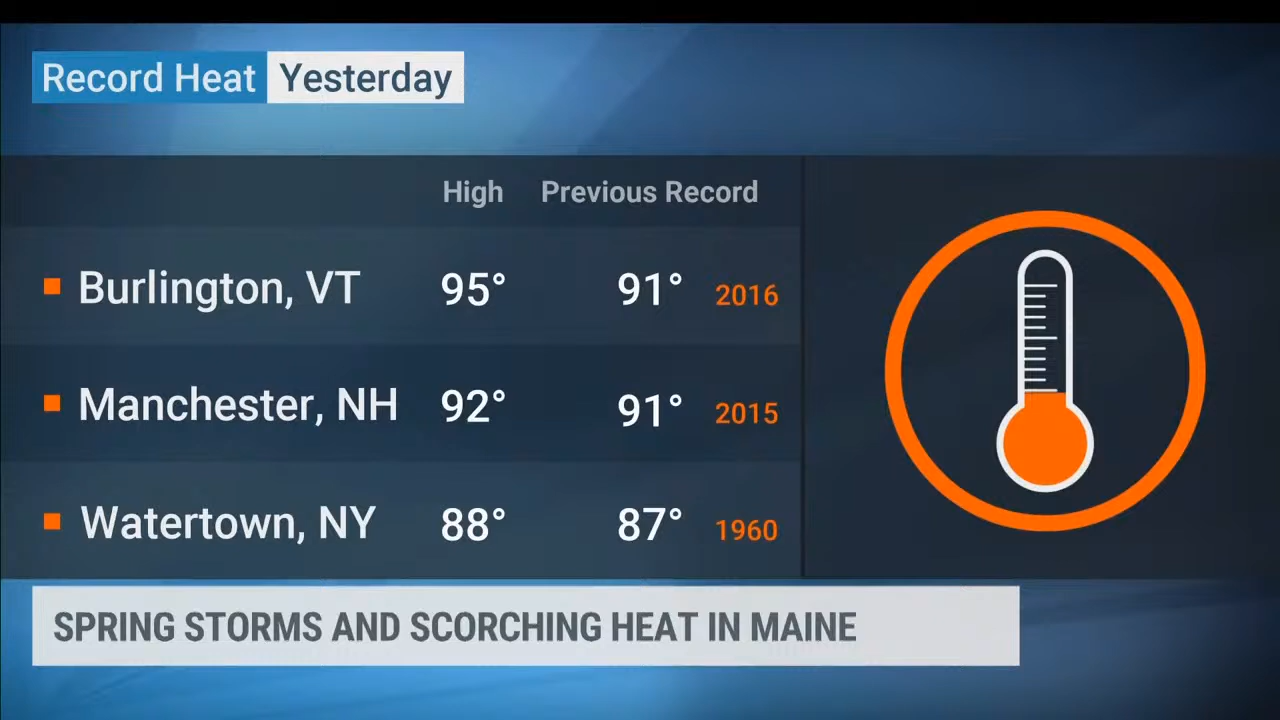 Record Heat Yesterday
High Previous Record
Burlington, VT 95° 91° 2016
Manchester, NH 92° 91° 2015
Watertown, NY 88° 87° 1960
SPRING STORMS AND SCORCHING HEAT IN MAINE